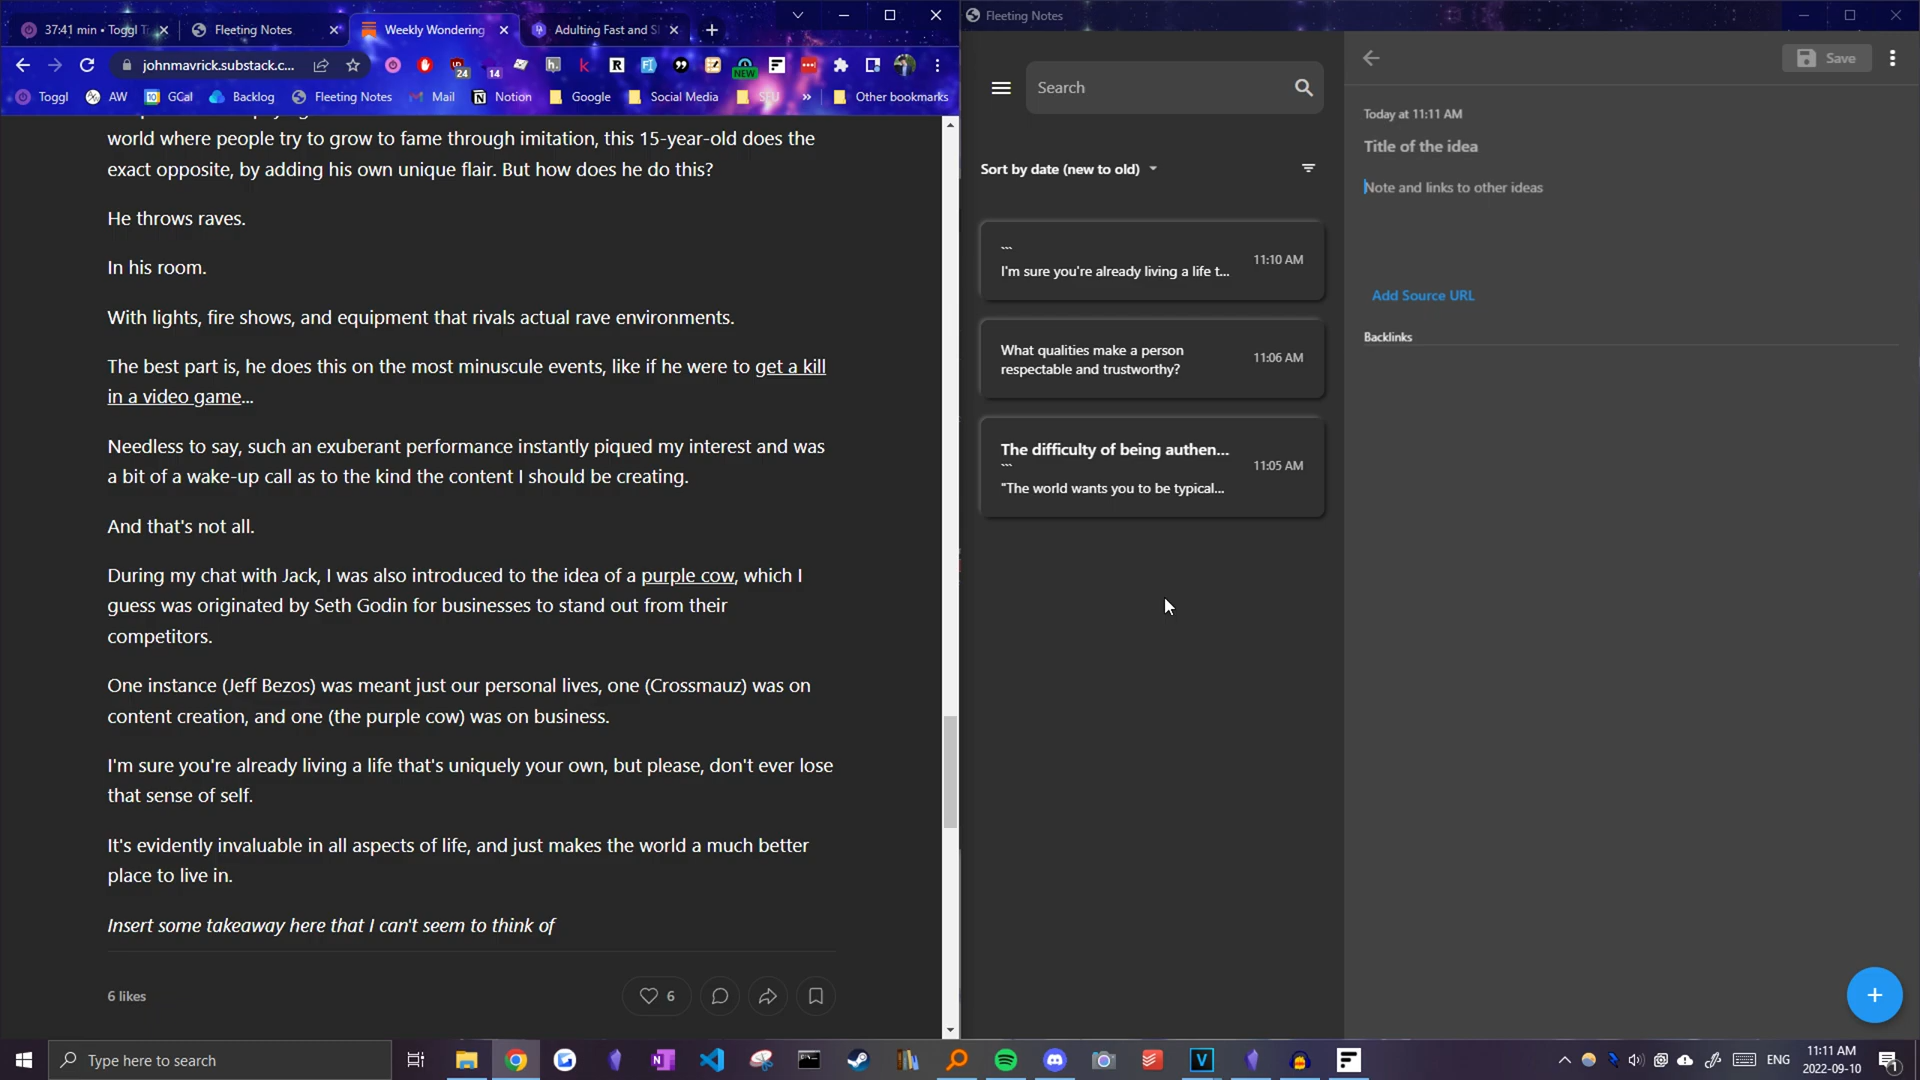 37:41 min • Toggl Tr
Fleeting Notes
Weekly Wondering
Adulting Fast and Sl
johnmavrick.substack.c...
24
14
NEW
Toggl
AW
GCal
Backlog
Fleeting Notes
Mail
Notion
Google
Social Media
SFU
»
Other bookmarks
world where people try to grow to fame through imitation, this 15-year-old does the
exact opposite, by adding his own unique flair. But how does he do this?
He throws raves.
In his room.
With lights, fire shows, and equipment that rivals actual rave environments.
The best part is, he does this on the most minuscule events, like if he were to get a kill
in a video game...
Needless to say, such an exuberant performance instantly piqued my interest and was
a bit of a wake-up call as to the kind the content I should be creating.
And that's not all.
During my chat with Jack, I was also introduced to the idea of a purple cow, which I
guess was originated by Seth Godin for businesses to stand out from their
competitors.
One instance (Jeff Bezos) was meant just our personal lives, one (Crossmauz) was on
content creation, and one (the purple cow) was on business.
I'm sure you're already living a life that's uniquely your own, but please, don't ever lose
that sense of self.
It's evidently invaluable in all aspects of life, and just makes the world a much better
place to live in.
Insert some takeaway here that I can't seem to think of
6 likes
6
Fleeting Notes
Search
Sort by date (new to old)
```
I'm sure you're already living a life t...
11:10 AM
What qualities make a person
respectable and trustworthy?
11:06 AM
The difficulty of being authen...
```
"The world wants you to be typical...
11:05 AM
Save
Today at 11:11 AM
Title of the idea
Note and links to other ideas
Add Source URL
Backlinks
+
Type here to search
ENG
11:11 AM
2022-09-10
1